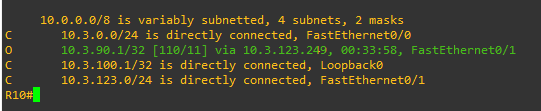 10.0.0.0/8 is variably subnetted, 4 subnets, 2 masks
C 10.3.0.0/24 is directly connected, FastEthernet0/0
O 10.3.90.1/32 [110/11] via 10.3.123.249, 00:33:58, FastEthernet0/1
C 10.3.100.1/32 is directly connected, Loopback0
C 10.3.123.0/24 is directly connected, FastEthernet0/1
R10#